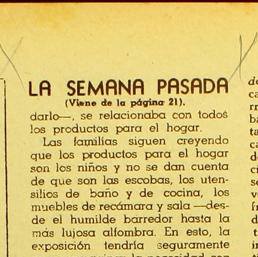 LA SEMANA PASADA
(Viene de la página 21).
darlo—, se relacionaba con todos
los productos para el hogar.
Las familias siguen creyendo
que los productos para el hogar
son los niños y no se dan cuenta
de que son las escobas, los uten-
silios de baño y de cocina, los
muebles de recámara y sala —des-
de el humilde barredor hasta la
más lujosa alfombra. En esto, la
exposición tendría seguramente